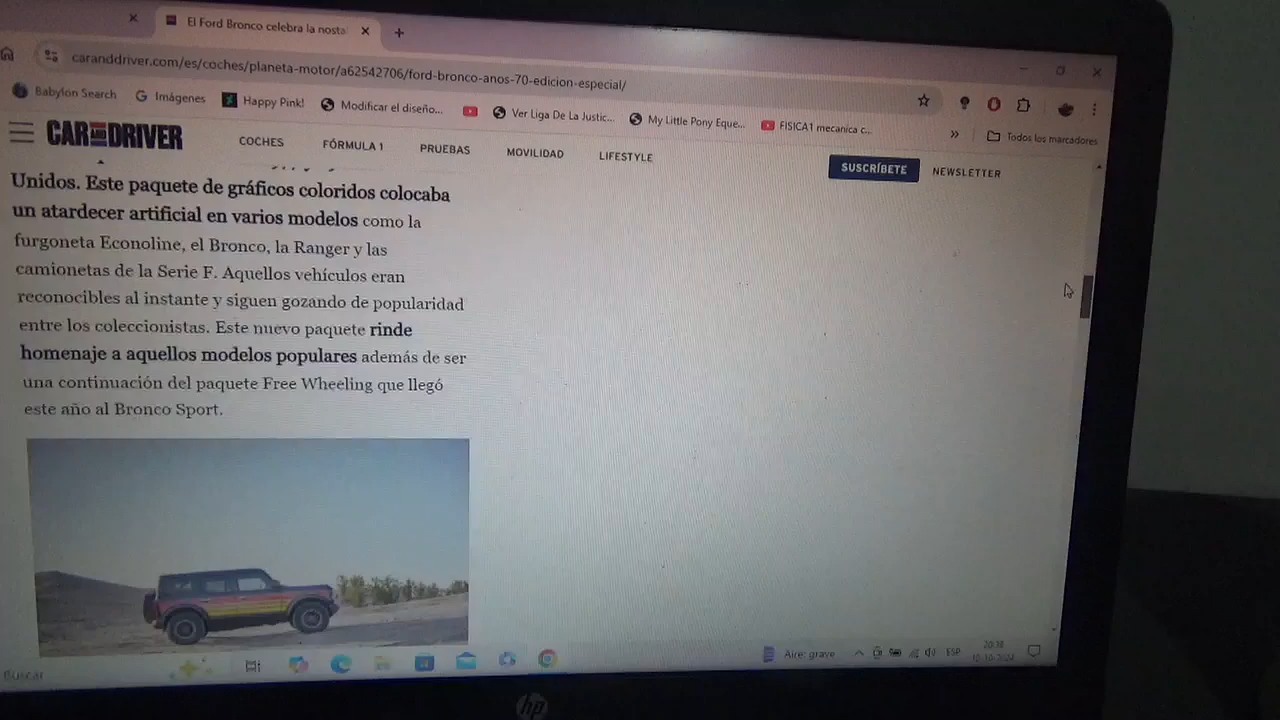 El Ford Bronco celebra la nosta
caranddriver.com/es/coches/planeta-motor/a62542706/ford-bronco-anos-70-edicion-especial/
Babylon Search
Imágenes
Happy Pink!
Modificar el diseño...
Ver Liga De La Justic...
My Little Pony Eque...
FISICA1 mecanica c...
Todos los marcadores
CAR AND DRIVER
COCHES
FÓRMULA 1
PRUEBAS
MOVILIDAD
LIFESTYLE
SUSCRÍBETE
NEWSLETTER
Unidos. Este paquete de gráficos coloridos colocaba
un atardecer artificial en varios modelos como la
furgoneta Econoline, el Bronco, la Ranger y las
camionetas de la Serie F. Aquellos vehículos eran
reconocibles al instante y siguen gozando de popularidad
entre los coleccionistas. Este nuevo paquete rinde
homenaje a aquellos modelos populares además de ser
una continuación del paquete Free Wheeling que llegó
este año al Bronco Sport.
Buscar
Aire: grave
ESP
hp